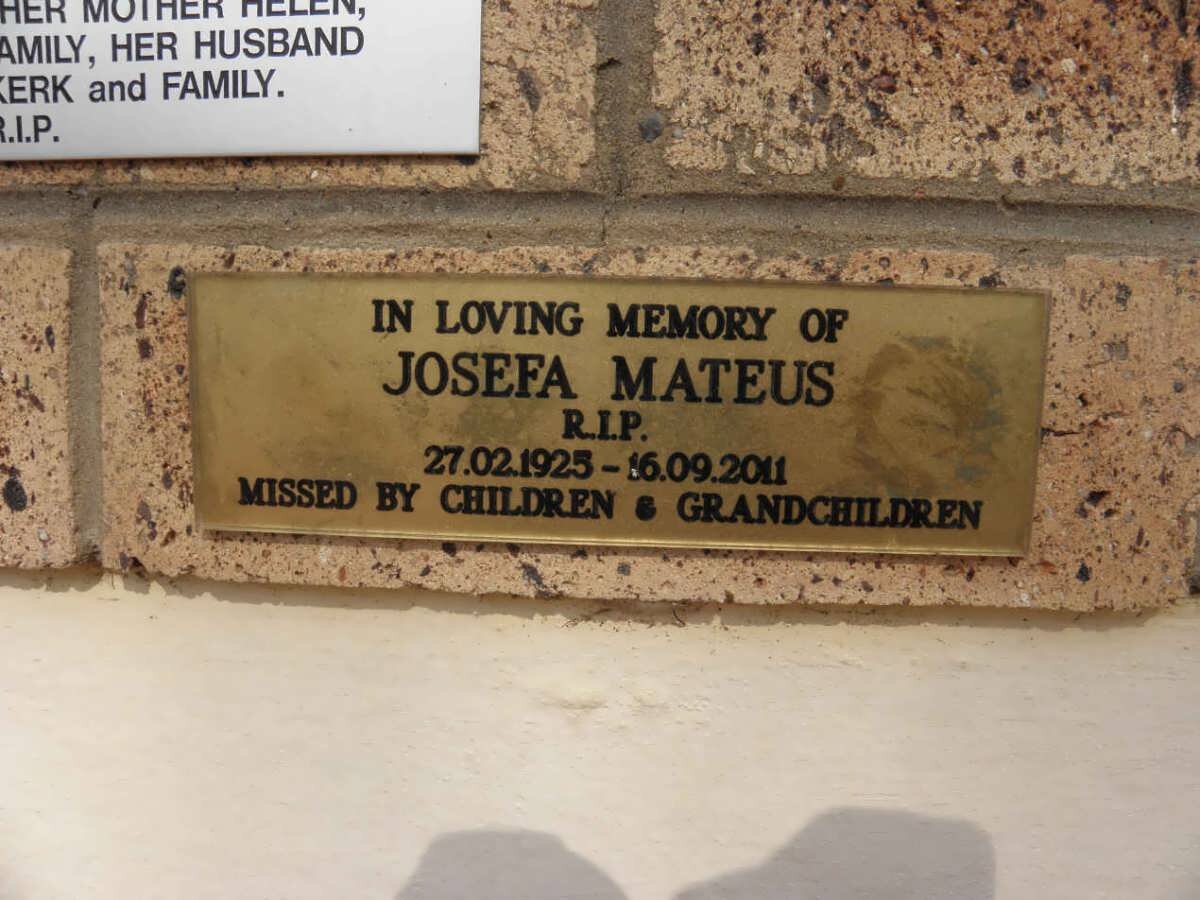 HER MOTHER HELEN,
FAMILY, HER HUSBAND
KERK and FAMILY.
R.I.P.
IN LOVING MEMORY OF
JOSEFA MATEUS
R.I.P.
27.02.1925 - 16.09.2011
MISSED BY CHILDREN & GRANDCHILDREN